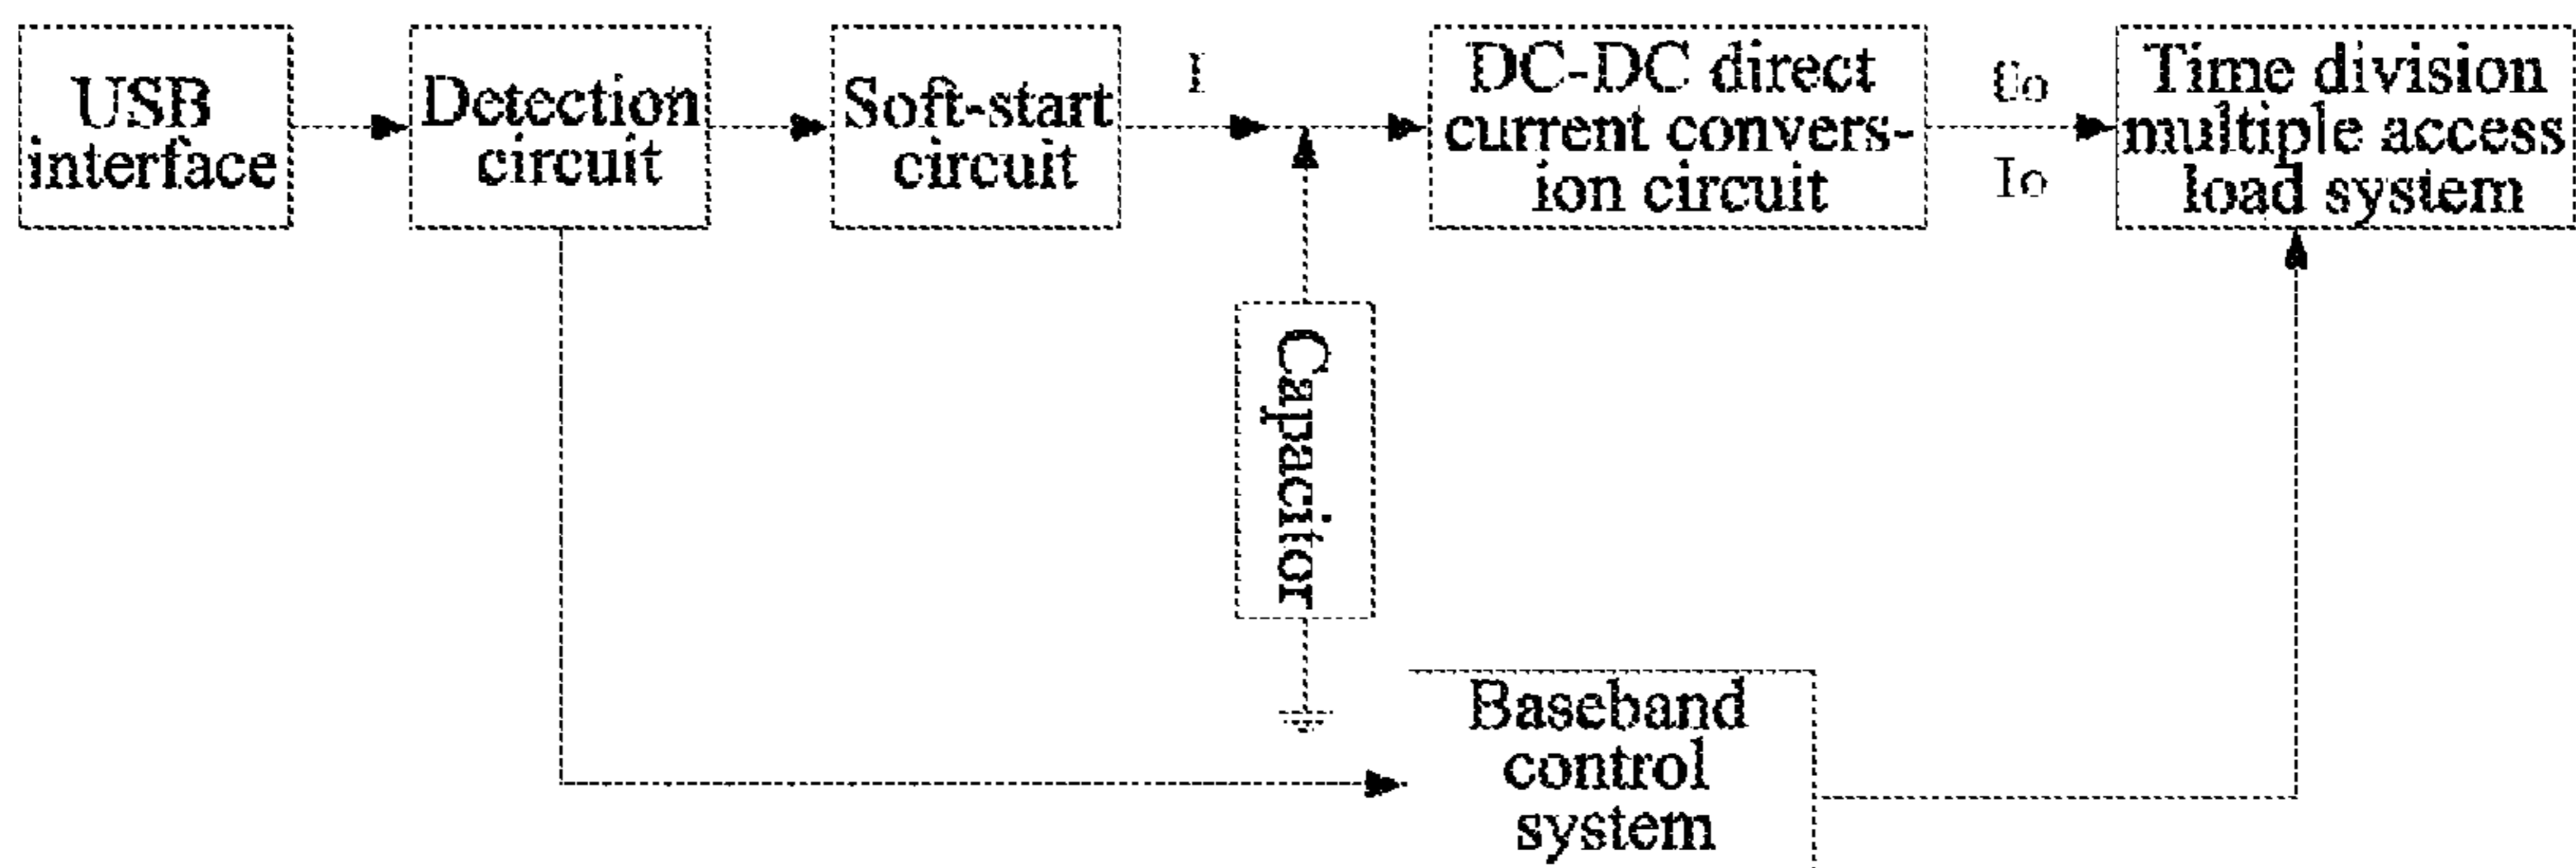 USB
interface
Detection
circuit
Soft-start
circuit
I
DC-DC direct
current convers-
ion circuit
Uo
Io
Time division
multiple access
load system
Capacitor
Baseband
control
system